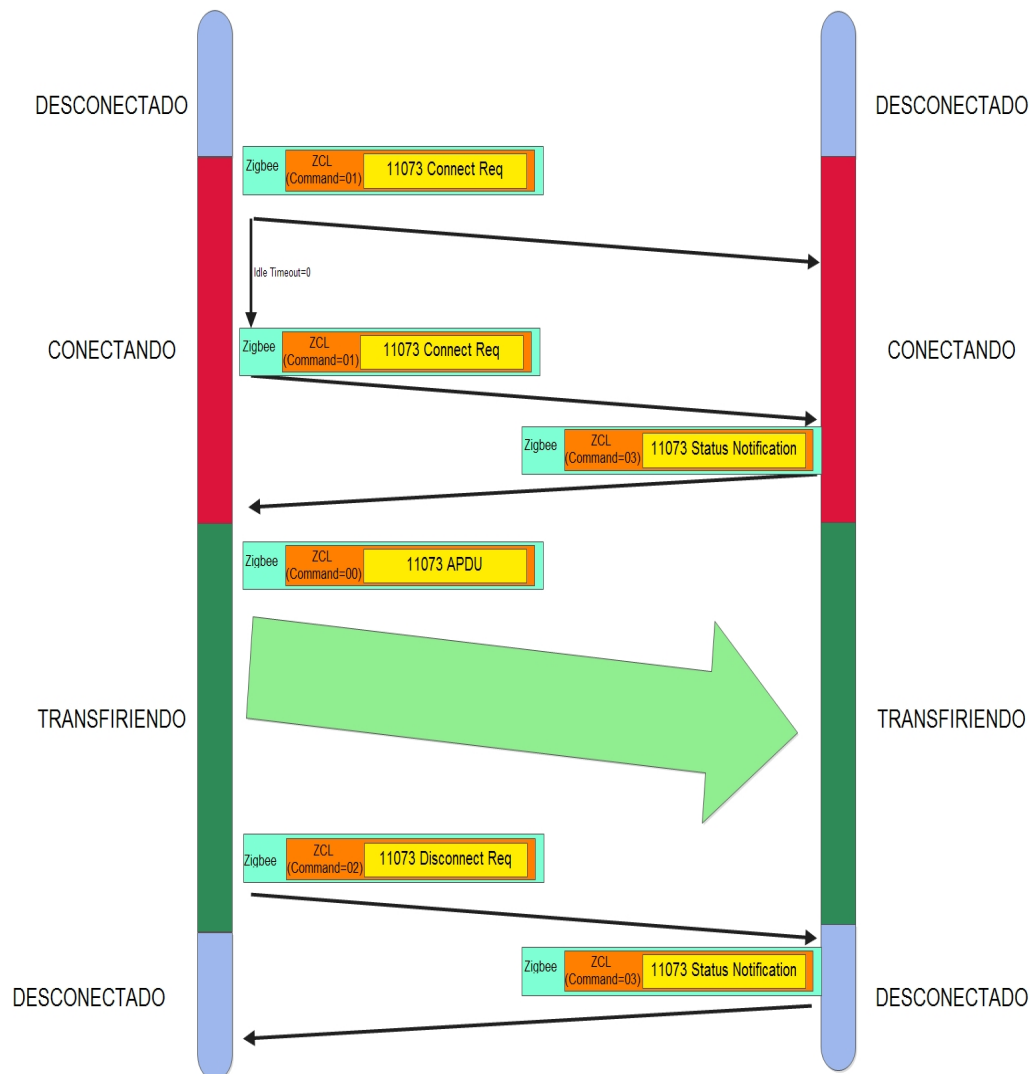 DESCONECTADO
DESCONECTADO
Zigbee
ZCL
(Command=01)
11073 Connect Req
Idle Timeout=0
CONECTANDO
CONECTANDO
Zigbee
ZCL
(Command=01)
11073 Connect Req
Zigbee
ZCL
(Command=03)
11073 Status Notification
Zigbee
ZCL
(Command=00)
11073 APDU
TRANSFIRIENDO
TRANSFIRIENDO
Zigbee
ZCL
(Command=02)
11073 Disconnect Req
Zigbee
ZCL
(Command=03)
11073 Status Notification
DESCONECTADO
DESCONECTADO